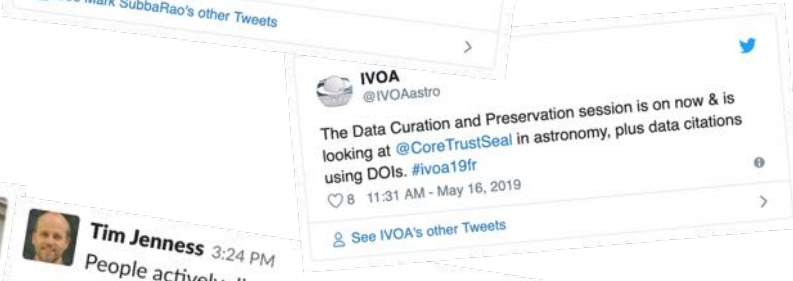 Mark SubbaRao's other Tweets
IVOA
@IVOAastro
The Data Curation and Preservation session is on now & is
looking at @CoreTrustSeal in astronomy, plus data citations
using DOIs. #ivoa19fr
8 11:31 AM - May 16, 2019
See IVOA's other Tweets
Tim Jenness 3:24 PM
People